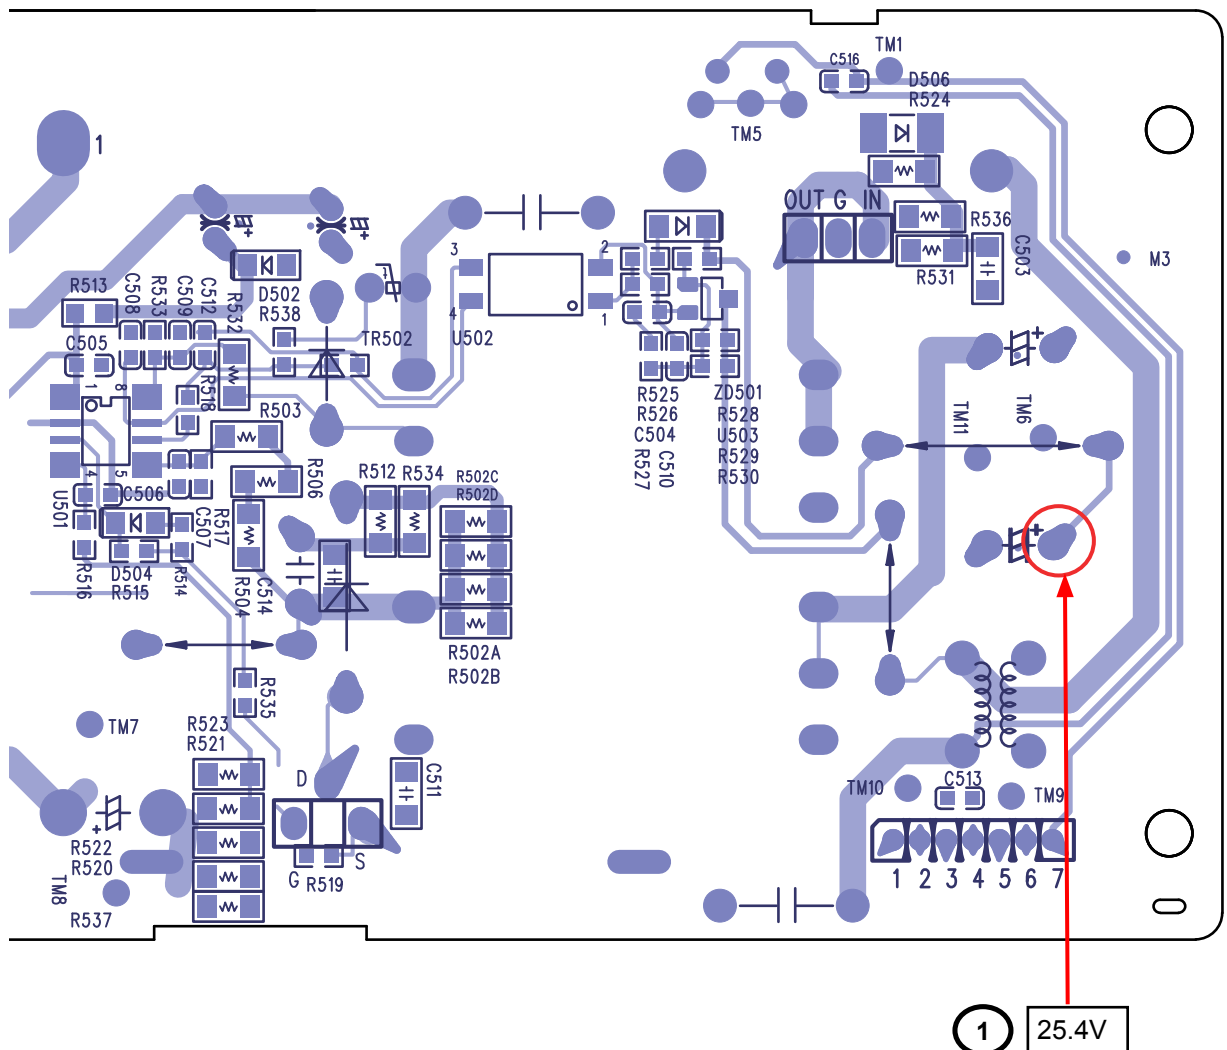 C516
TM1
D506
R524
TM5
1
OUT G IN
R536
R531
C503
M3
3
2
4
1
U502
t
R513
C508
R533
C509
C512
R532
D502
R538
TR502
C505
1
8
4
5
R518
R503
R506
U501
C506
C507
R517
R516
D504
R515
R514
R504
C514
R512
R534
R502C
R502D
R502A
R502B
R525
R526
C504
R527
C510
ZD501
R528
U503
R529
R530
TM11
TM6
+
+
R535
TM7
R523
R521
D
C511
R522
R520
TM8
R537
G
R519
S
TM10
C513
TM9
1 2 3 4 5 6 7
1
25.4V